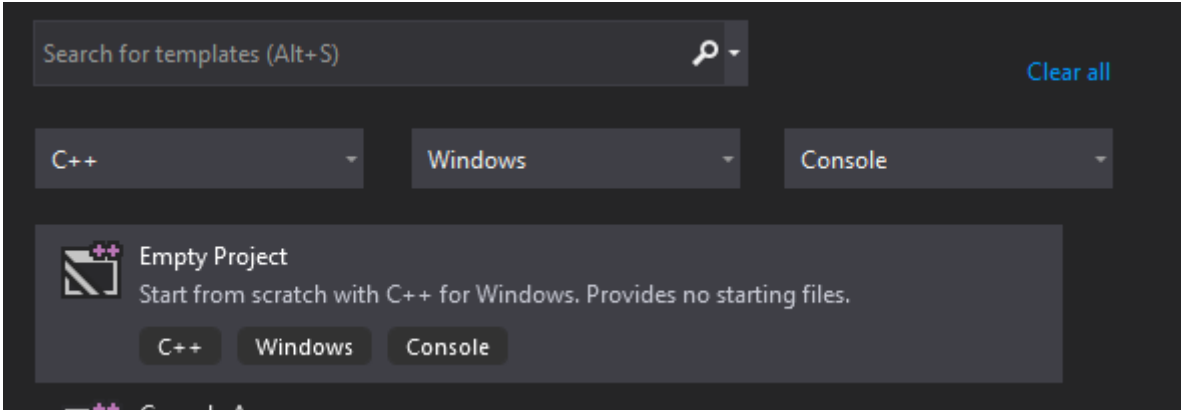 Search for templates (Alt+S)
Clear all
C++ Windows Console
Empty Project
Start from scratch with C++ for Windows. Provides no starting files.
C++ Windows Console